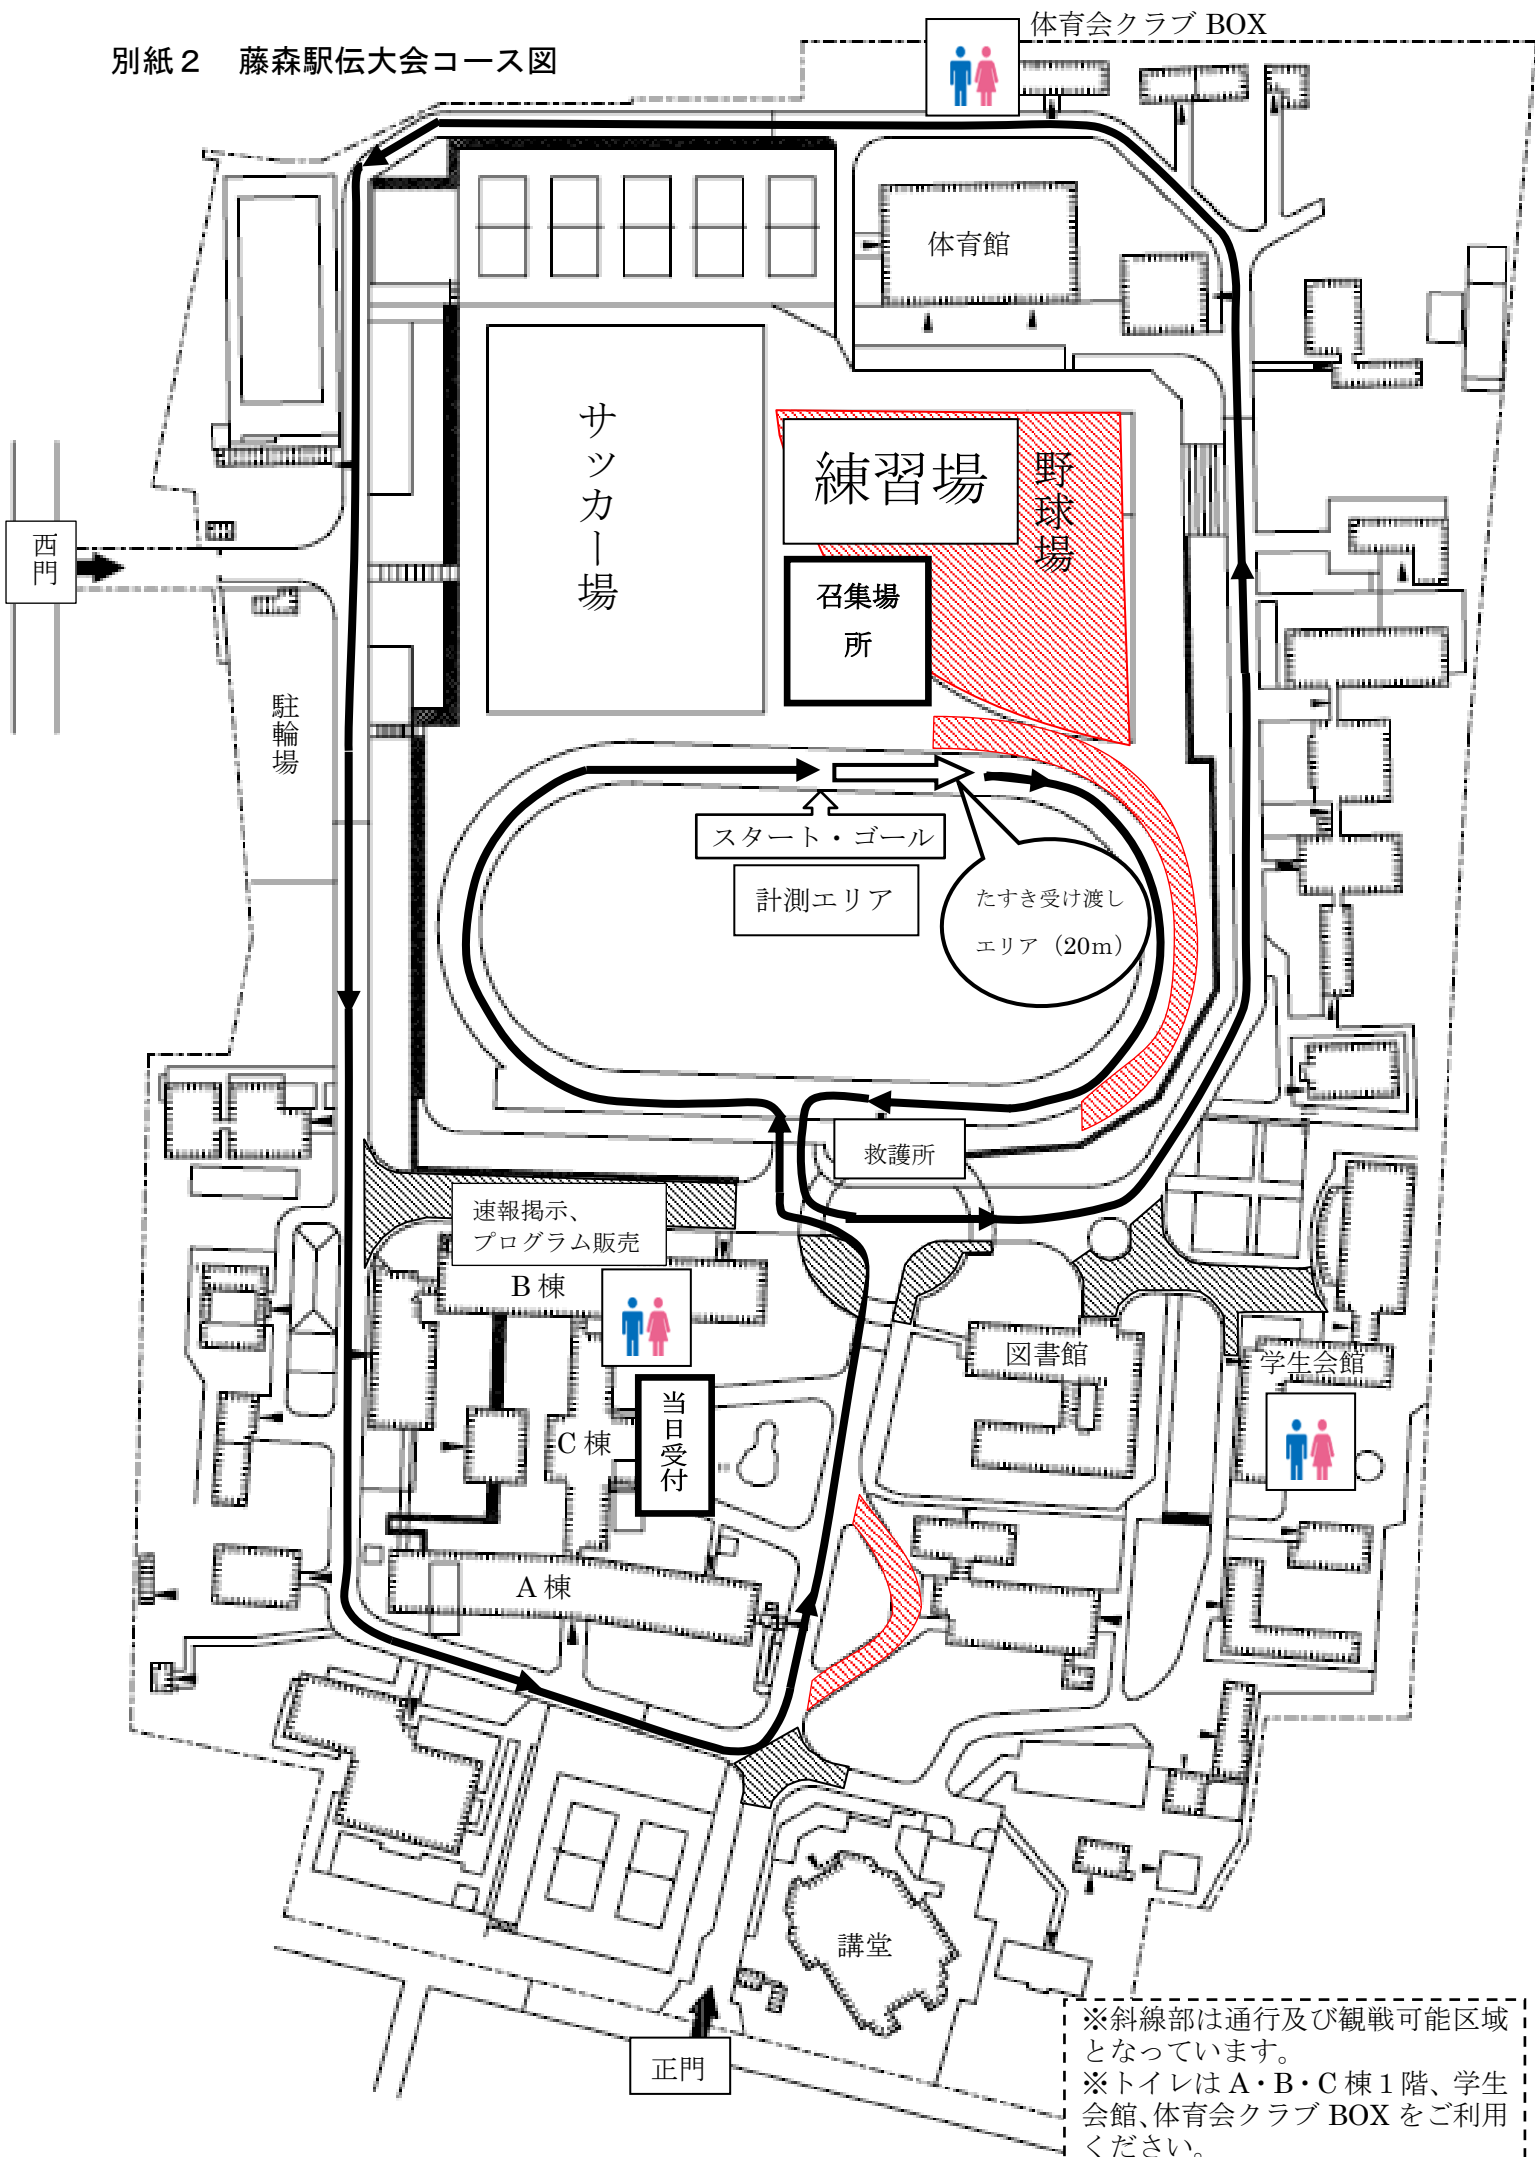 体育会クラブ BOX
別紙２　藤森駅伝大会コース図
体育館
サッカー場
練習場
野球場
西門
召集場
所
駐輪場
スタート・ゴール
計測エリア
たすき受け渡し
エリア（20m）
救護所
速報掲示、
プログラム販売
B 棟
図書館
学生会館
当日受付
C 棟
A 棟
講堂
正門
※斜線部は通行及び観戦可能区域
となっています。
※トイレは A・B・C 棟１階、学生
会館、体育会クラブ BOX をご利用
ください。